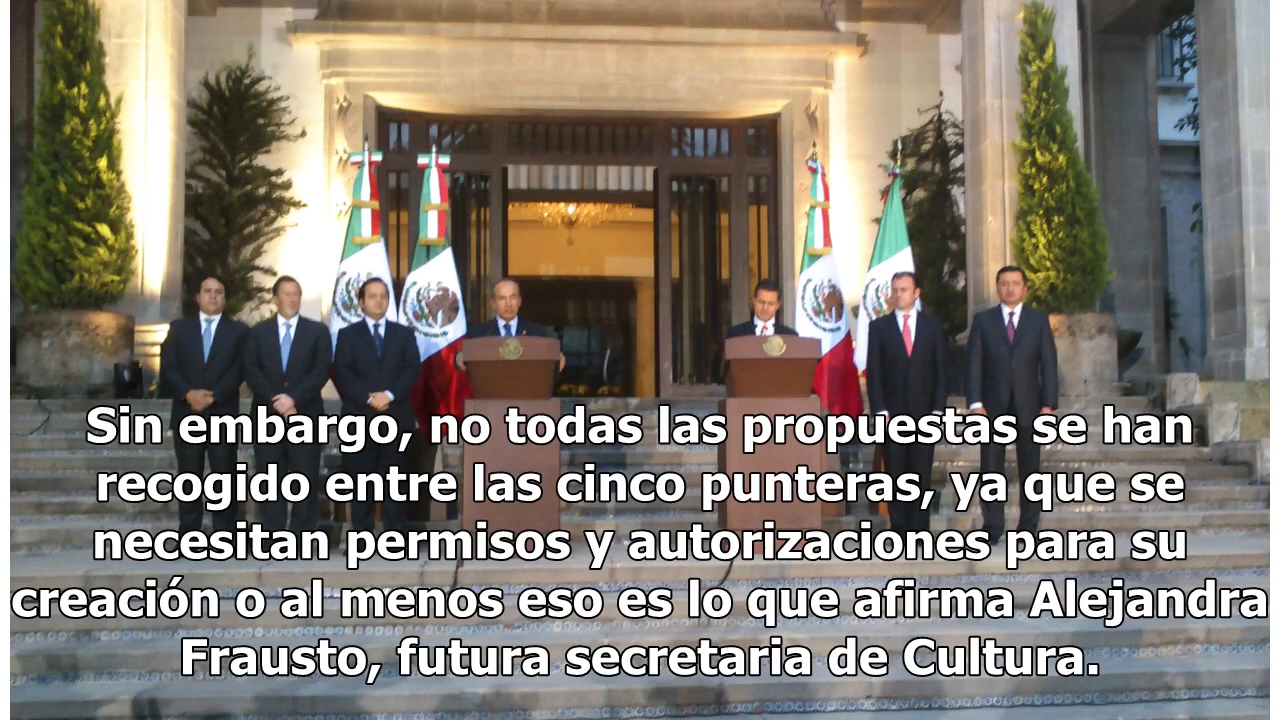 Sin embargo, no todas las propuestas se han
recogido entre las cinco punteras, ya que se
necesitan permisos y autorizaciones para su
creación o al menos eso es lo que afirma Alejandra
Frausto, futura secretaria de Cultura.